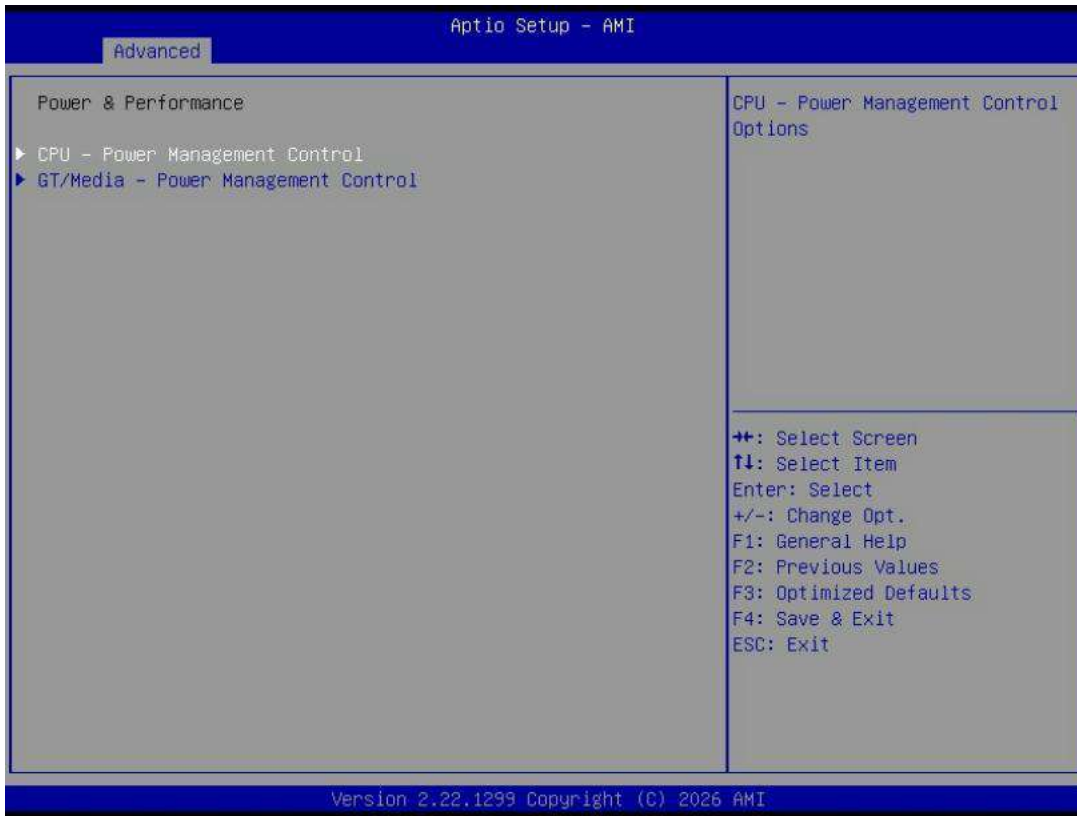 Aptio Setup – AMI
Advanced
Power & Performance
CPU – Power Management Control
GT/Media – Power Management Control
CPU – Power Management Control
Options
→←: Select Screen
↑↓: Select Item
Enter: Select
+/-: Change Opt.
F1: General Help
F2: Previous Values
F3: Optimized Defaults
F4: Save & Exit
ESC: Exit
Version 2.22.1299 Copyright (C) 2026 AMI